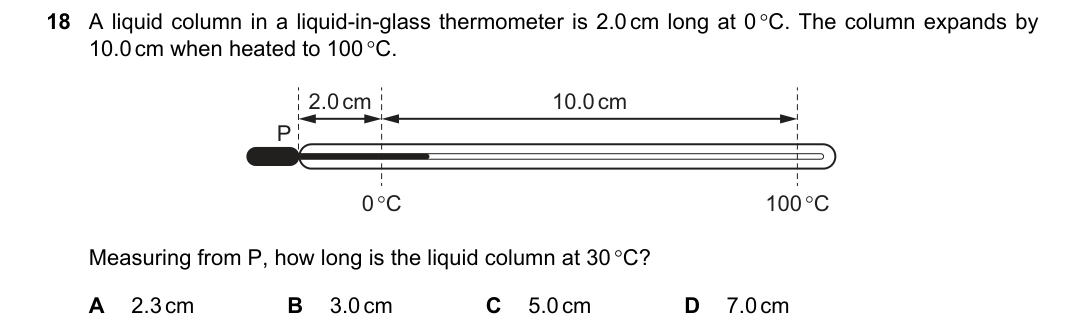 18 A liquid column in a liquid-in-glass thermometer is 2.0 cm long at 0 °C. The column expands by
10.0 cm when heated to 100 °C.
2.0 cm 10.0 cm
P
0 °C 100 °C
Measuring from P, how long is the liquid column at 30 °C?
A 2.3 cm B 3.0 cm C 5.0 cm D 7.0 cm